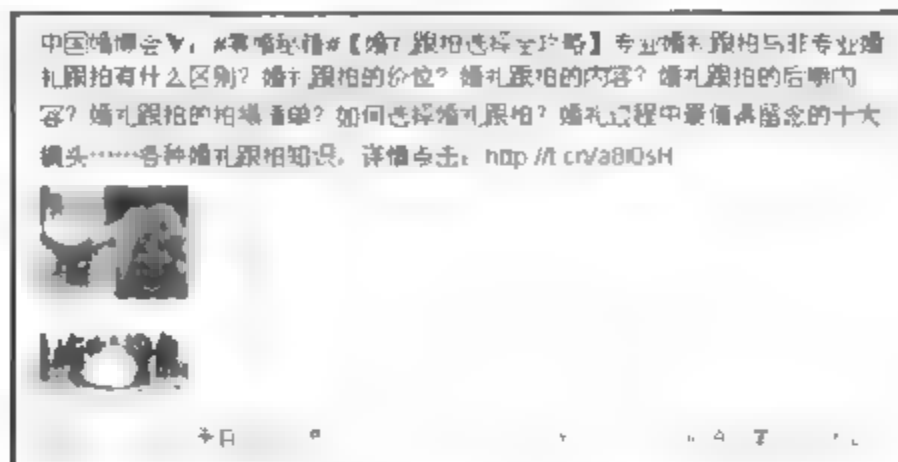 中国婚博会V：#筹婚秘籍#【婚礼跟拍选择全攻略】专业婚礼跟拍与非专业婚
礼跟拍有什么区别？婚礼跟拍的价位？婚礼跟拍的内容？婚礼跟拍的后期内
容？婚礼跟拍的拍摄清单？如何选择婚礼跟拍？婚礼过程中最值得留念的十大
镜头……各种婚礼跟拍知识，详情点击：http://t.cn/a8l0sH